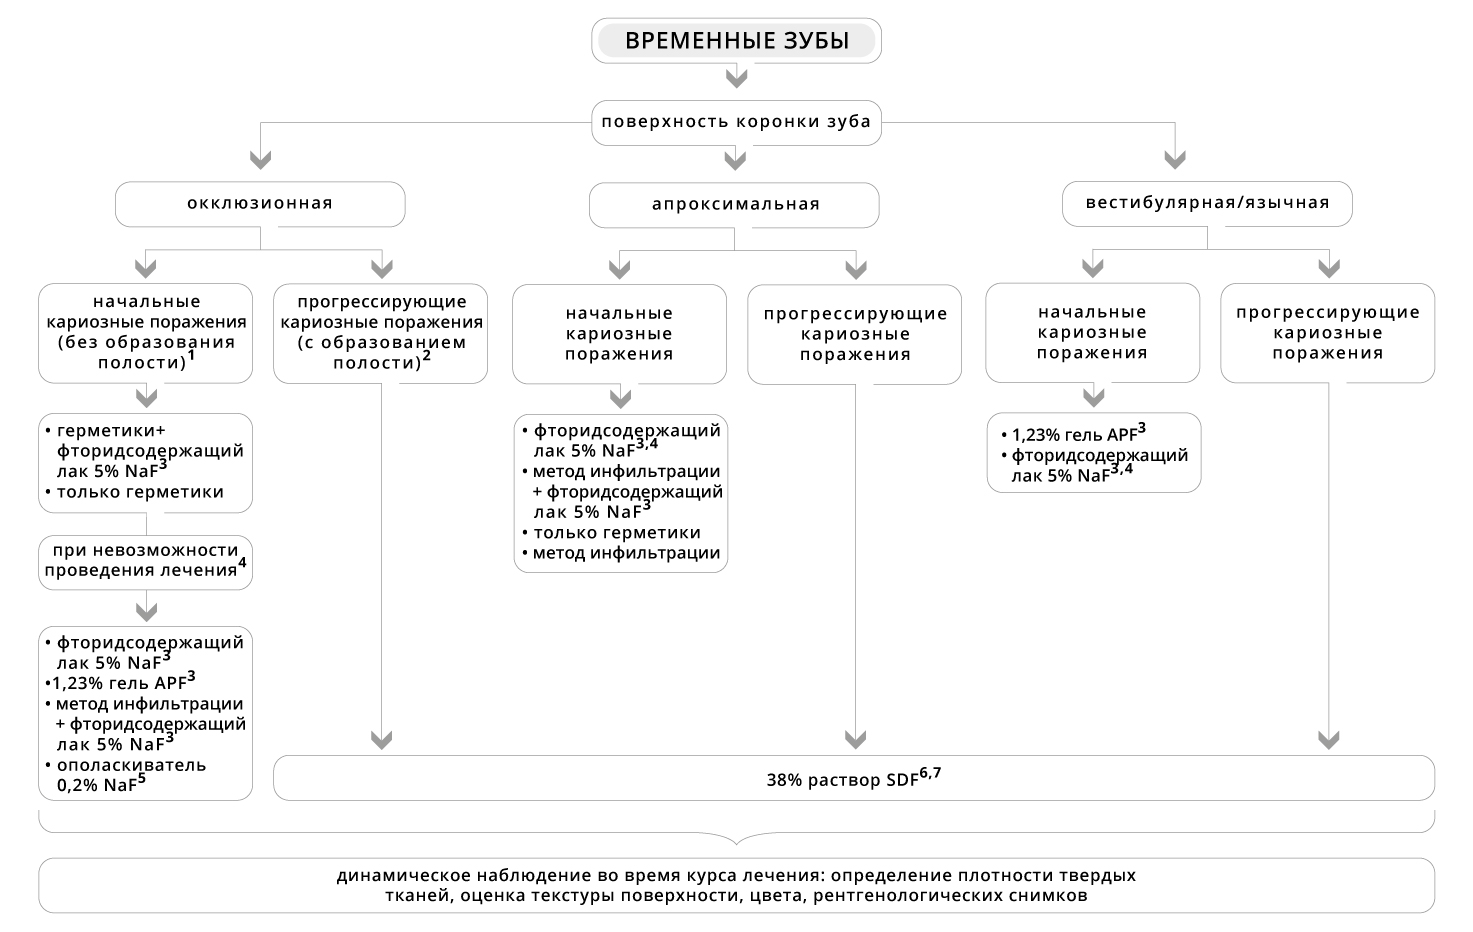 ВРЕМЕННЫЕ ЗУБЫ
поверхность коронки зуба
окклюзионная
апроксимальная
вестибулярная/язычная
начальные
кариозные поражения
(без образования
полости)1
прогрессирующие
кариозные поражения
(с образованием
полости)2
начальные
кариозные
поражения
прогрессирующие
кариозные
поражения
начальные
кариозные
поражения
прогрессирующие
кариозные
поражения
• герметики+
фторидсодержащий
лак 5% NaF3
• только герметики
при невозможности
проведения лечения4
• фторидсодержащий
лак 5% NaF3
•1,23% гель APF3
• метод инфильтрации
+ фторидсодержащий
лак 5% NaF3
• ополаскиватель
0,2% NaF5
• фторидсодержащий
лак 5% NaF3,4
• метод инфильтрации
+ фторидсодержащий
лак 5% NaF3
• только герметики
• метод инфильтрации
• 1,23% гель APF3
• фторидсодержащий
лак 5% NaF3,4
38% раствор SDF6,7
динамическое наблюдение во время курса лечения: определение плотности твердых
тканей, оценка текстуры поверхности, цвета, рентгенологических снимков